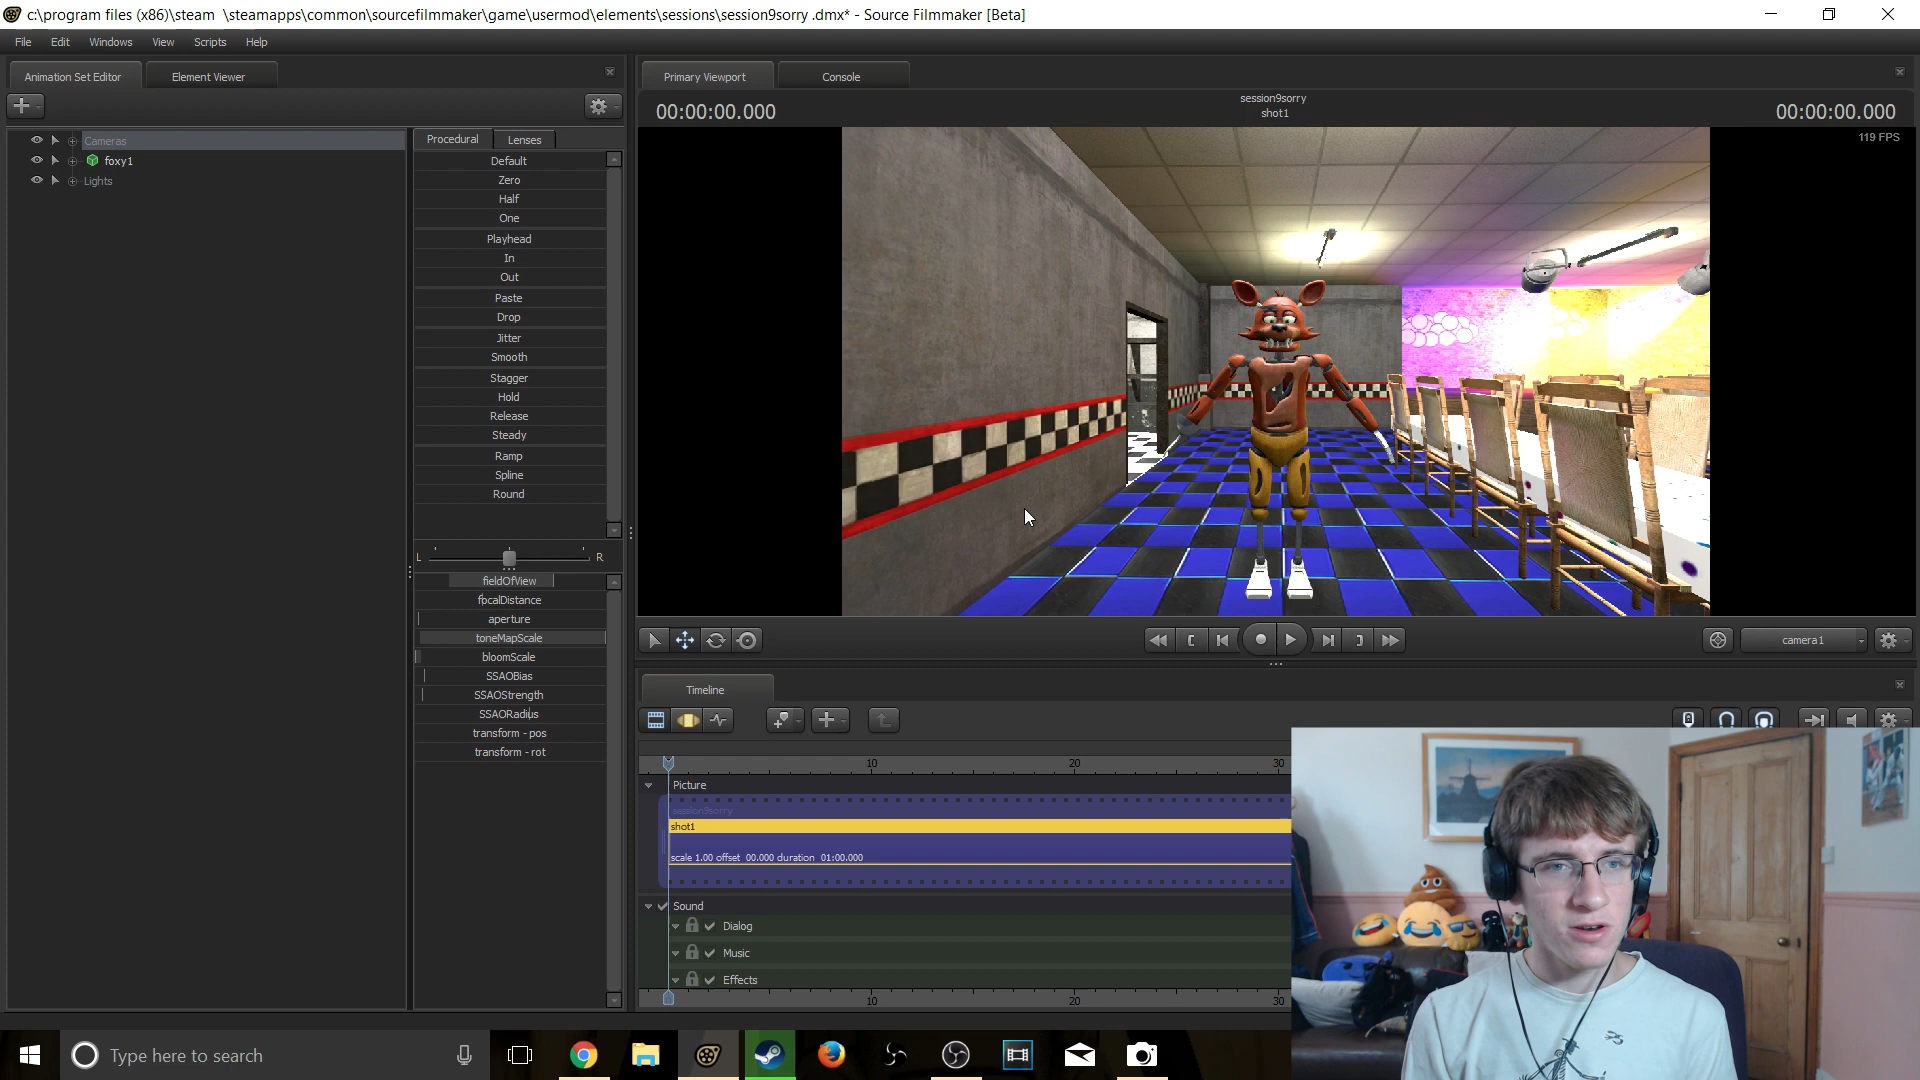 c:\program files (x86)\steam \steamapps\common\sourcefilmmaker\game\usermod\elements\sessions\session9sorry .dmx* - Source Filmmaker [Beta]
File Edit Windows View Scripts Help
Animation Set Editor
Element Viewer
Cameras
foxy1
Lights
Procedural
Lenses
Default
Zero
Half
One
Playhead
In
Out
Paste
Drop
Jitter
Smooth
Stagger
Hold
Release
Steady
Ramp
Spline
Round
L
R
fieldOfView
focalDistance
aperture
toneMapScale
bloomScale
SSAOBias
SSAOStrength
SSAORadius
transform - pos
transform - rot
Primary Viewport
Console
00:00:00.000
session9sorry
shot1
00:00:00.000
119 FPS
camera1
Timeline
10 20 30
Picture
session9sorry
shot1
scale 1.00 offset 00.000 duration 01:00.000
Sound
Dialog
Music
Effects
10 20 30
Type here to search